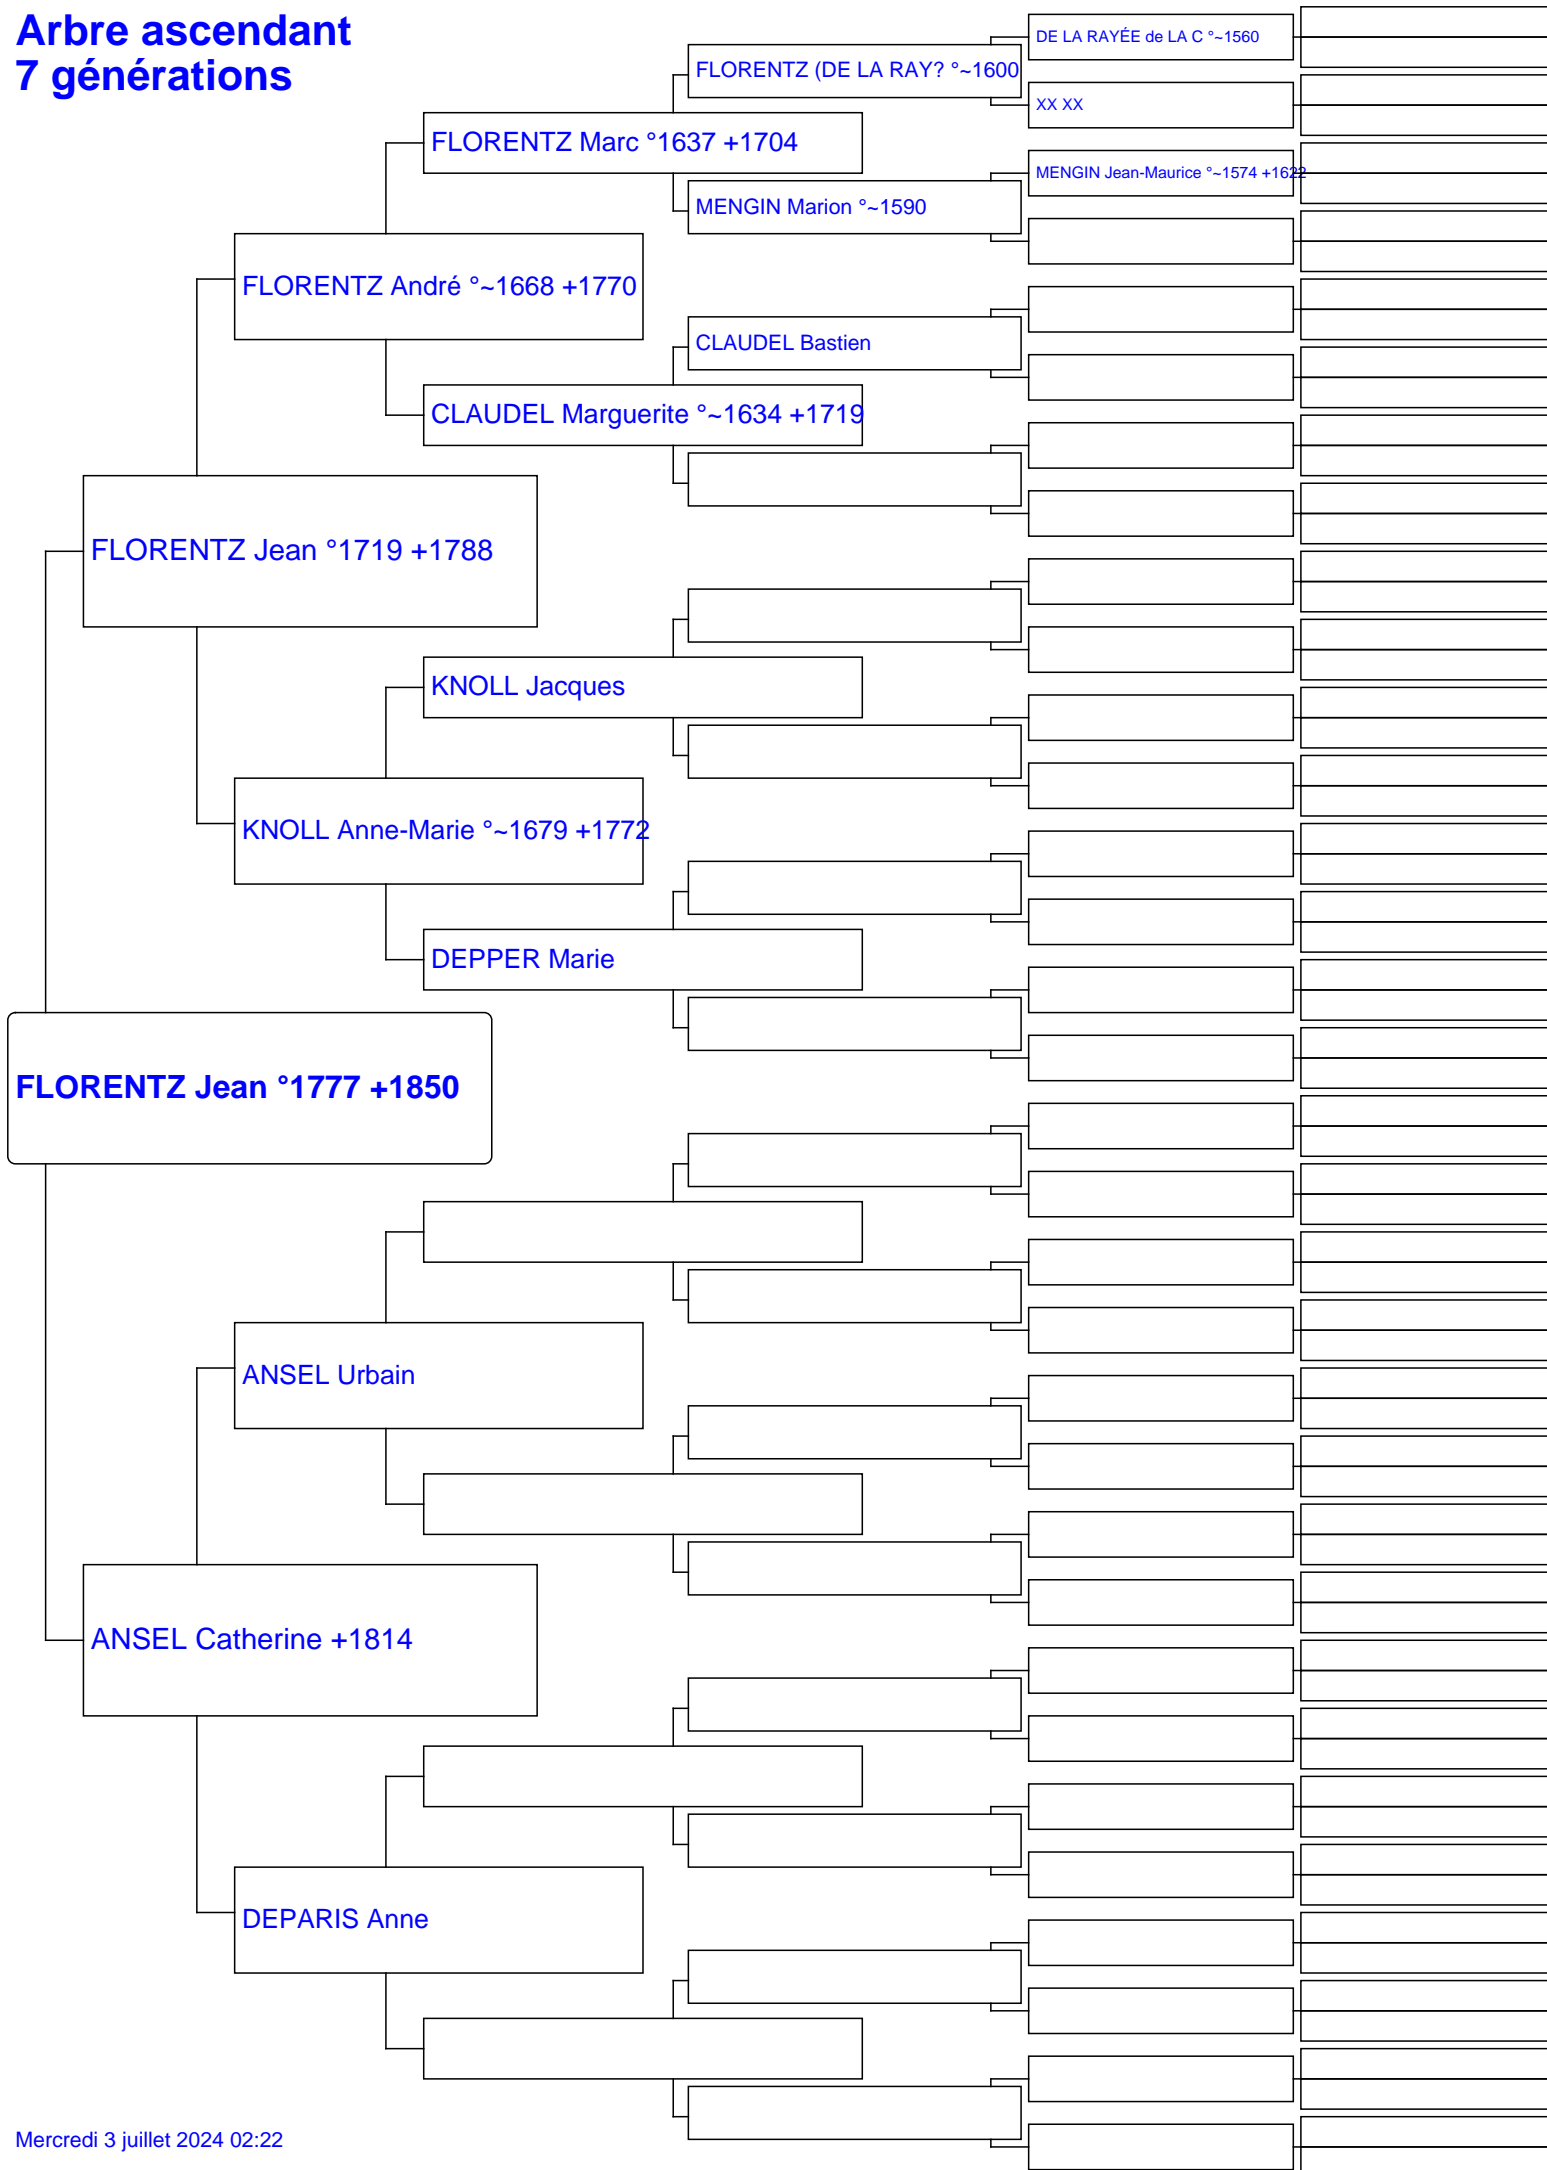 Arbre ascendant
7 générations
DE LA RAYÉE de LA C °~1560
FLORENTZ (DE LA RAY? °~1600
XX XX
FLORENTZ Marc °1637 +1704
MENGIN Jean-Maurice °~1574 +1622
MENGIN Marion °~1590
FLORENTZ André °~1668 +1770
CLAUDEL Bastien
CLAUDEL Marguerite °~1634 +1719
FLORENTZ Jean °1719 +1788
KNOLL Jacques
KNOLL Anne-Marie °~1679 +1772
DEPPER Marie
FLORENTZ Jean °1777 +1850
ANSEL Urbain
ANSEL Catherine +1814
DEPARIS Anne
Mercredi 3 juillet 2024 02:22